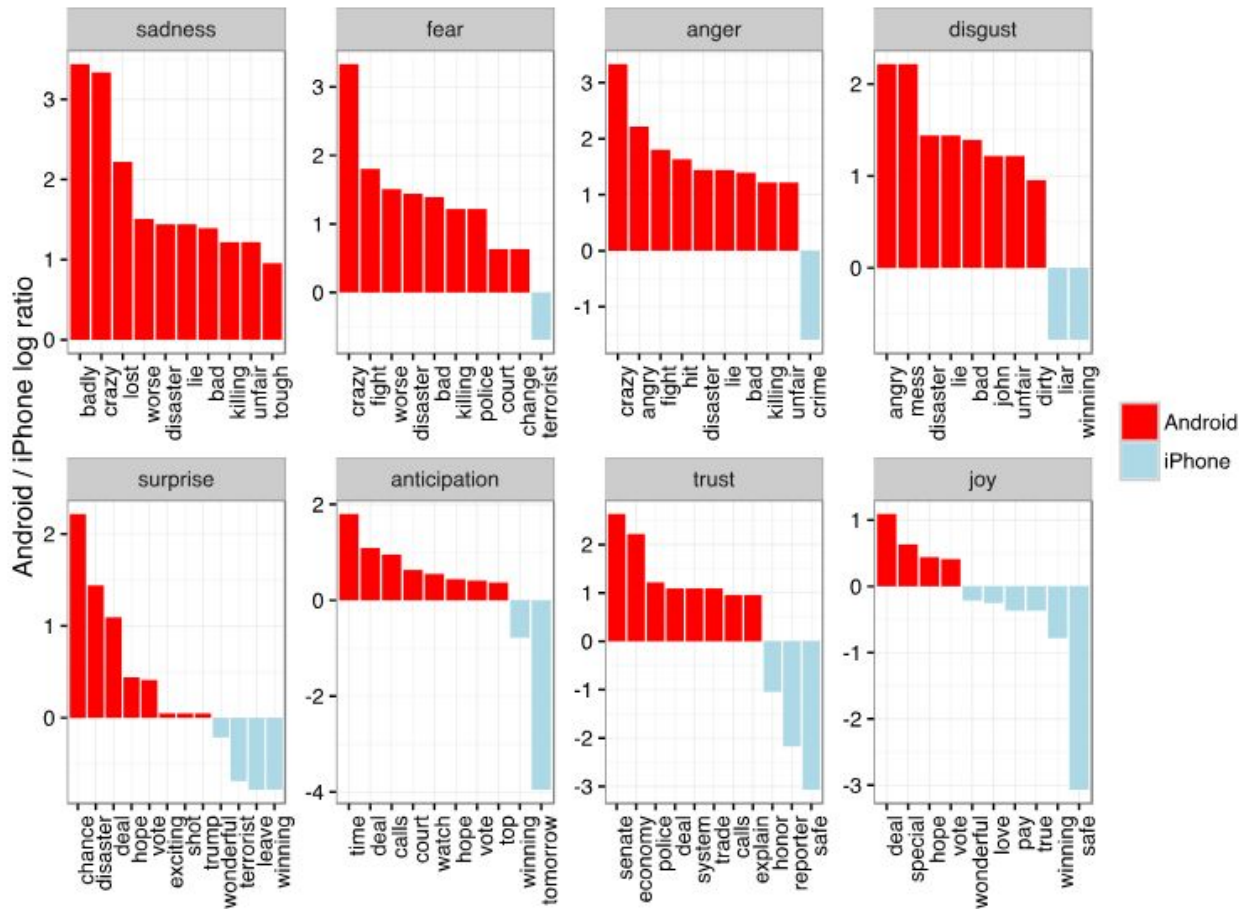 sadness
fear
anger
disgust
3
2
1
0
badly
crazy
lost
worse
disaster
lie
bad
killing
unfair
tough
3
2
1
0
crazy
fight
worse
disaster
bad
killing
police
court
change
terrorist
3
2
1
0
-1
crazy
angry
fight
hit
disaster
lie
bad
killing
unfair
crime
2
1
0
angry
mess
disaster
lie
bad
john
unfair
dirty
liar
winning
Android / iPhone log ratio
Android
iPhone
surprise
anticipation
trust
joy
2
1
0
chance
disaster
deal
hope
vote
exciting
shot
trump
wonderful
terrorist
leave
winning
2
0
-2
-4
time
deal
calls
court
watch
hope
vote
top
winning
tomorrow
2
1
0
-1
-2
-3
senate
economy
police
deal
system
trade
calls
explain
honor
reporter
safe
1
0
-1
-2
-3
deal
special
hope
vote
wonderful
love
pay
true
winning
safe